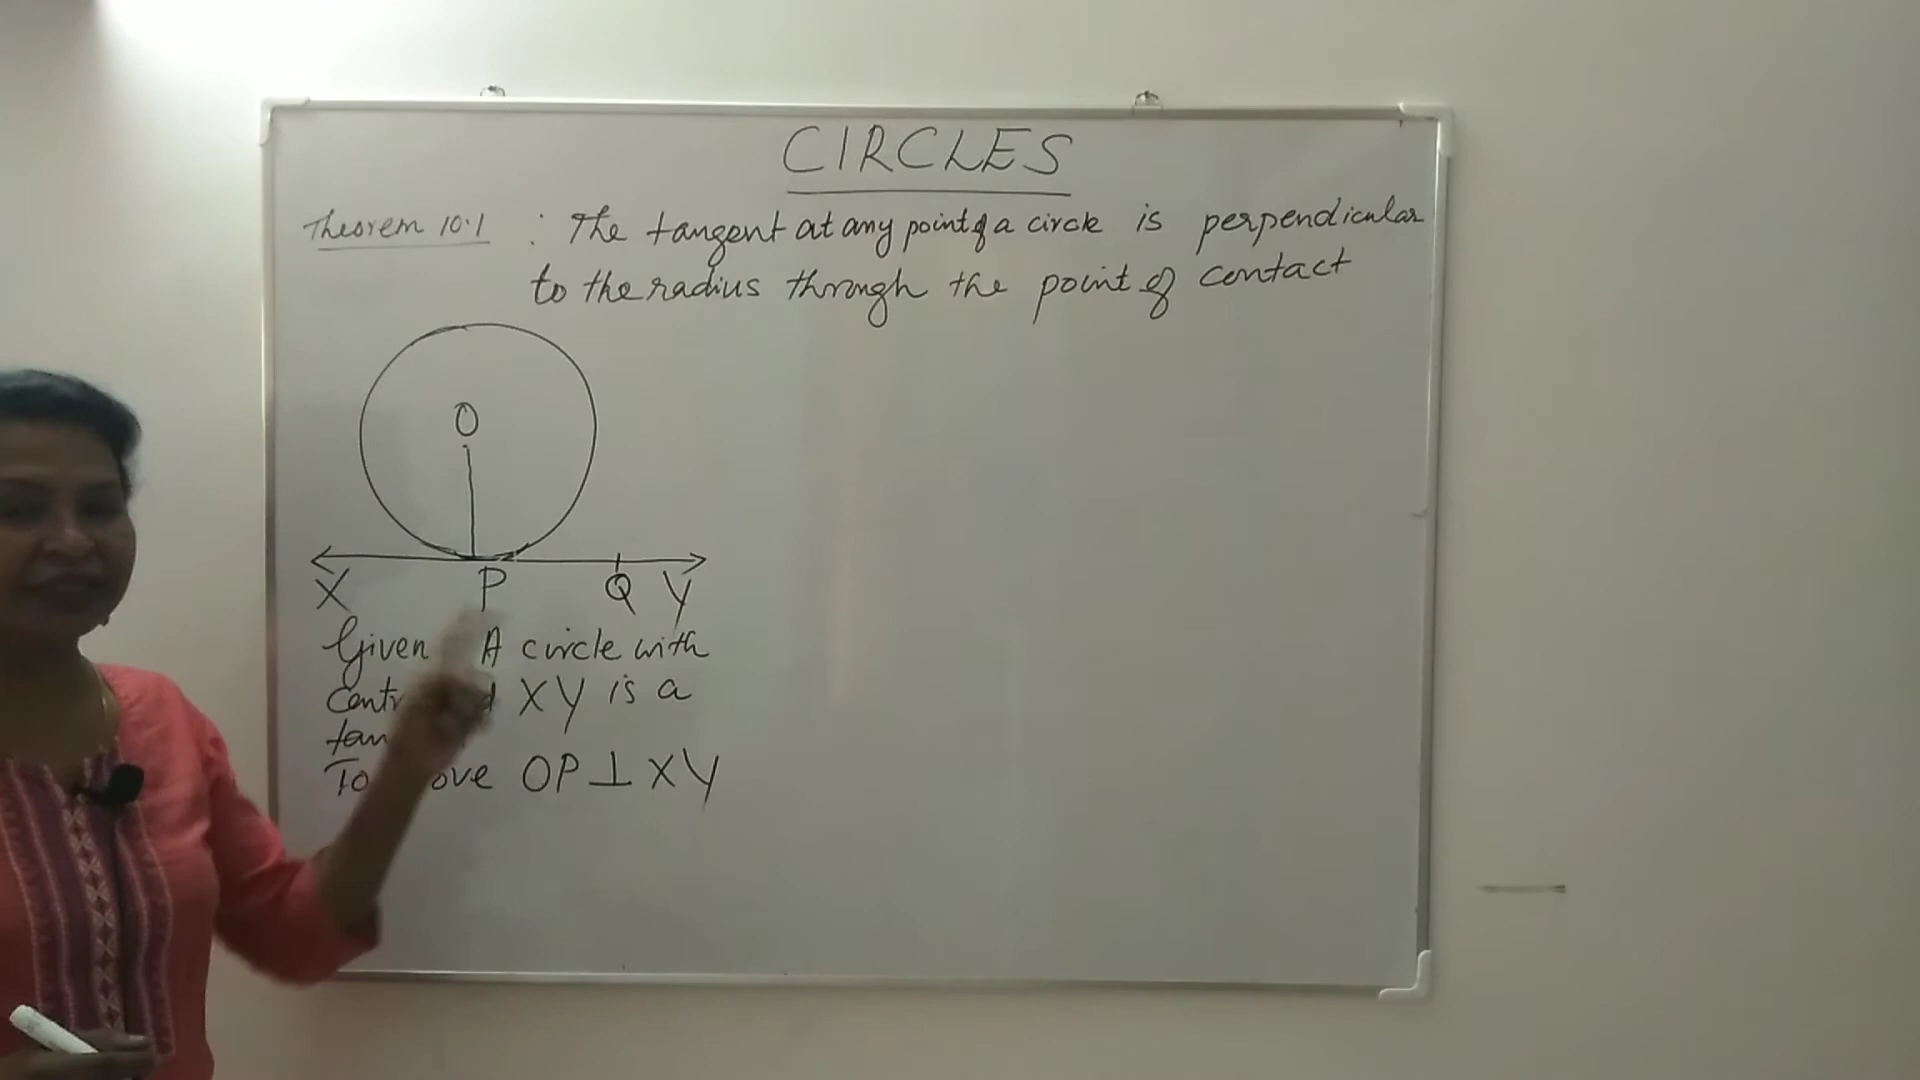 CIRCLES
Theorem 10.1 : The tangent at any point of a circle is perpendicular
to the radius through the point of contact
O
X P Q Y
Given A circle with
XY is a
To OP ⊥ XY